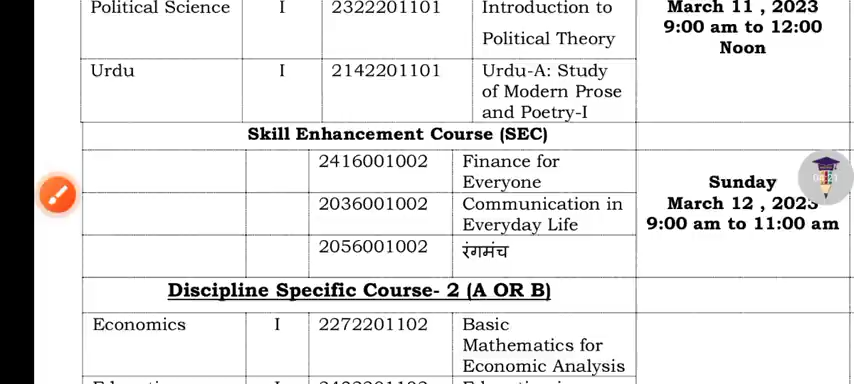 Political Science I 2322201101 Introduction to
Political Theory
March 11 , 2023
9:00 am to 12:00
Noon
Urdu I 2142201101 Urdu-A: Study
of Modern Prose
and Poetry-I
Skill Enhancement Course (SEC)
2416001002 Finance for
Everyone
2036001002 Communication in
Everyday Life
2056001002 रंगमंच
Sunday
March 12 , 2023
9:00 am to 11:00 am
Discipline Specific Course- 2 (A OR B)
Economics I 2272201102 Basic
Mathematics for
Economic Analysis